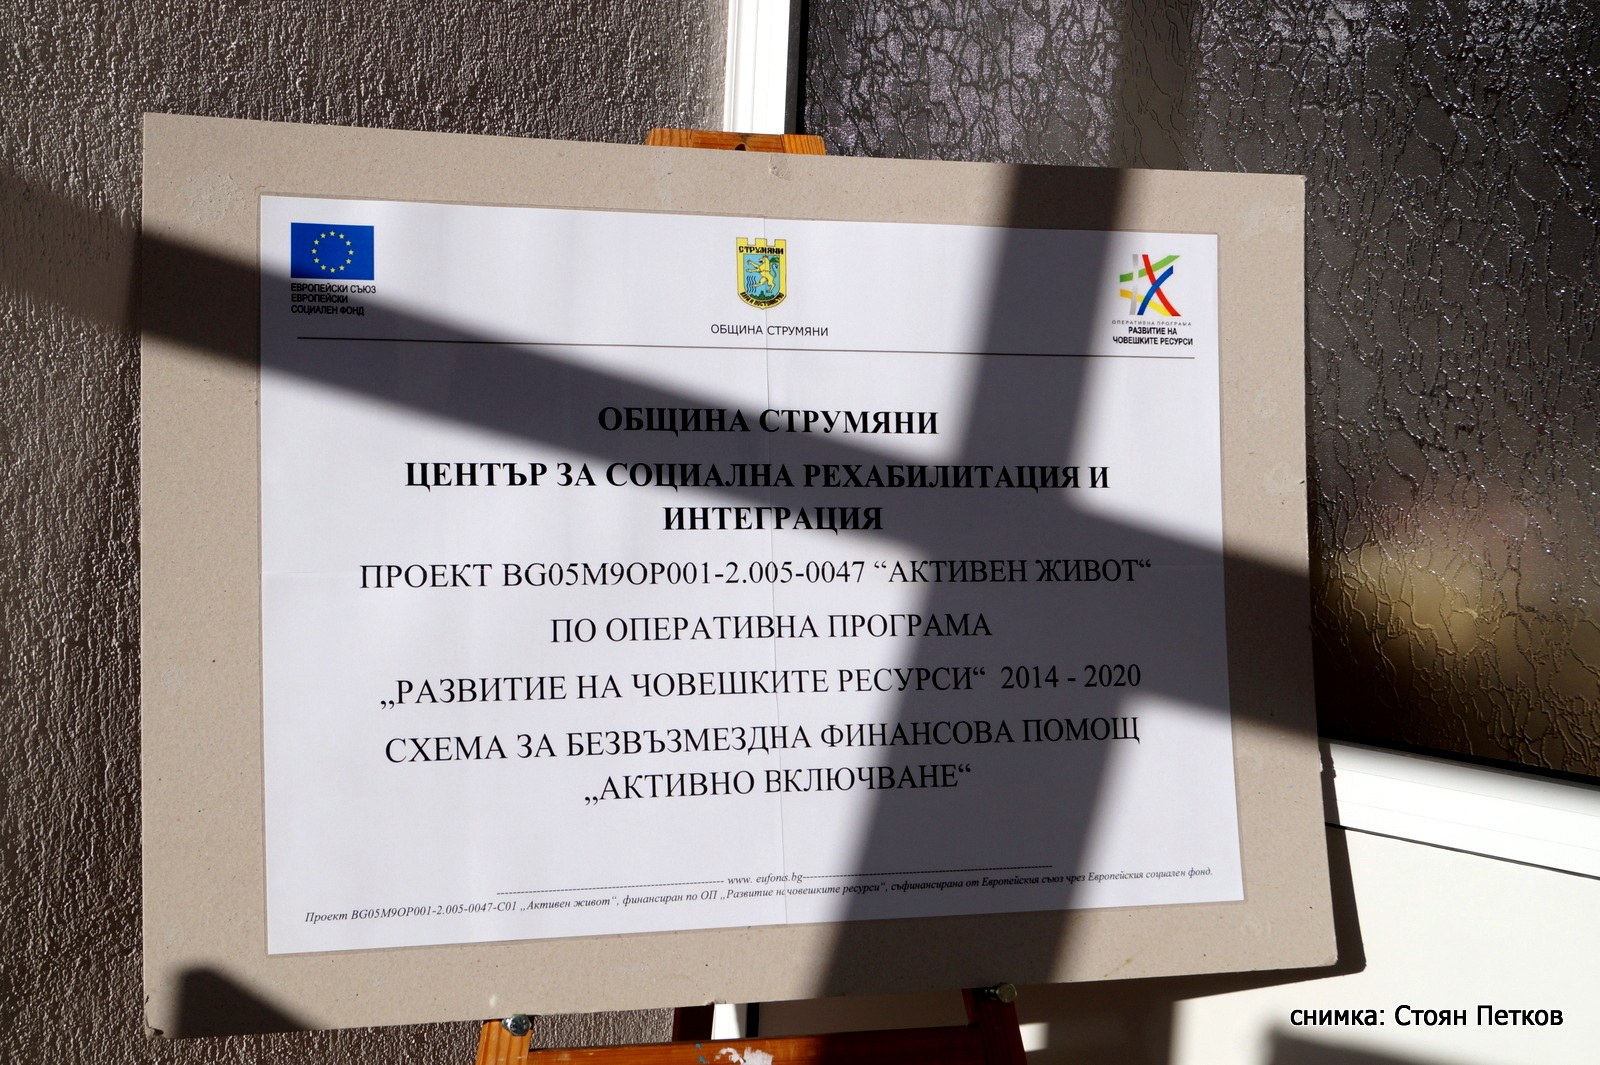 ЕВРОПЕЙСКИ СЪЮЗ
ЕВРОПЕЙСКИ
СОЦИАЛЕН ФОНД
СТРУМЯНИ
ОБЩИНА СТРУМЯНИ
ОПЕРАТИВНА ПРОГРАМА
РАЗВИТИЕ НА
ЧОВЕШКИТЕ РЕСУРСИ
ОБЩИНА СТРУМЯНИ
ЦЕНТЪР ЗА СОЦИАЛНА РЕХАБИЛИТАЦИЯ И
ИНТЕГРАЦИЯ
ПРОЕКТ BG05M9OP001-2.005-0047 “АКТИВЕН ЖИВОТ“
ПО ОПЕРАТИВНА ПРОГРАМА
„РАЗВИТИЕ НА ЧОВЕШКИТЕ РЕСУРСИ“ 2014 - 2020
СХЕМА ЗА БЕЗВЪЗМЕЗДНА ФИНАНСОВА ПОМОЩ
„АКТИВНО ВКЛЮЧВАНЕ“
www. eufonds.bg
Проект BG05M9OP001-2.005-0047-C01 „Активен живот“, финансиран по ОП „Развитие на човешките ресурси“, съфинансирана от Европейския съюз чрез Европейския социален фонд.
снимка: Стоян Петков